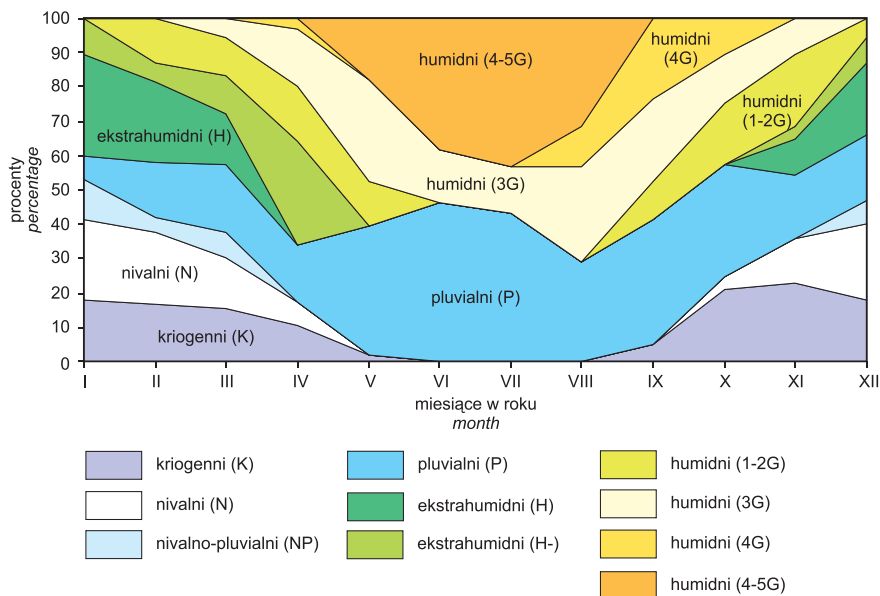 100
90
80
70
60
50
40
30
20
10
0
procenty
percentage
humidni (4-5G)
humidni
(4G)
humidni
(1-2G)
ekstrahumidni (H)
humidni (3G)
nivalni (N)
pluvialni (P)
kriogenni (K)
I II III IV V VI VII VIII IX X XI XII
miesiące w roku
month
kriogenni (K)
nivalni (N)
nivalno-pluvialni (NP)
pluvialni (P)
ekstrahumidni (H)
ekstrahumidni (H-)
humidni (1-2G)
humidni (3G)
humidni (4G)
humidni (4-5G)